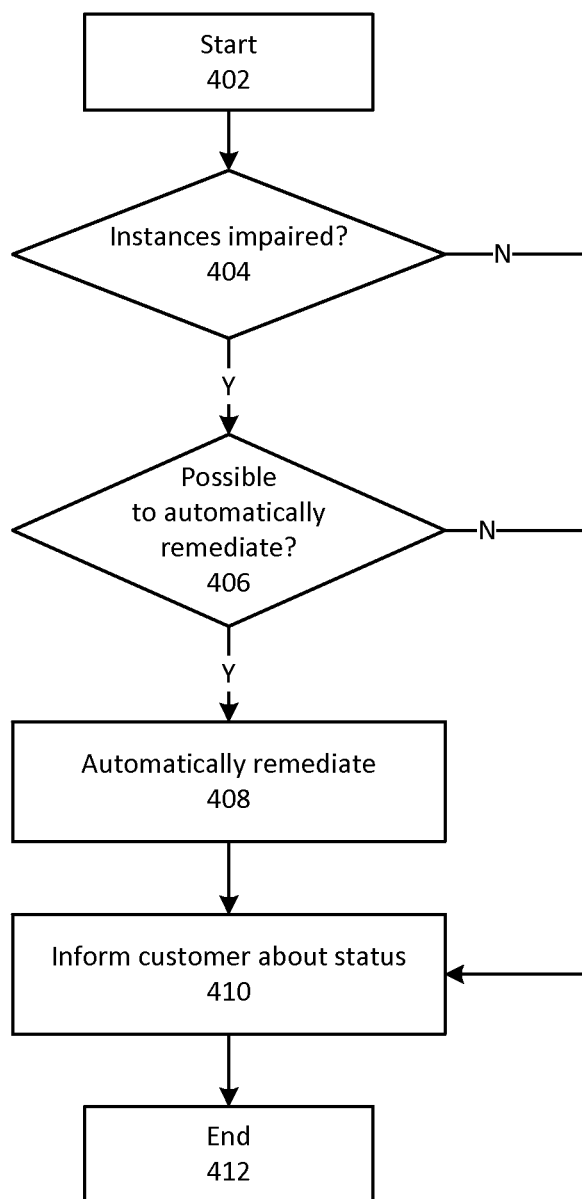 Start
402
Instances impaired?
404
N
Y
Possible
to automatically
remediate?
406
N
Y
Automatically remediate
408
Inform customer about status
410
End
412